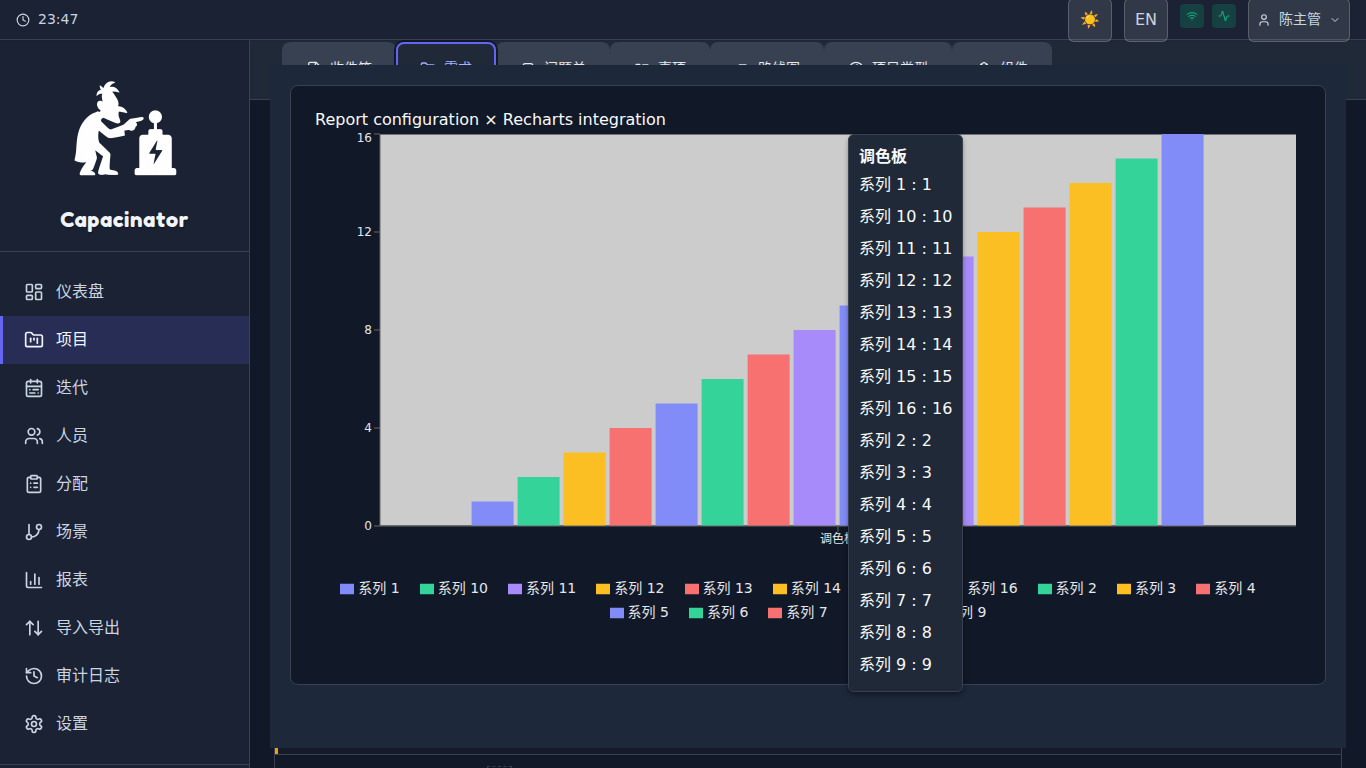 23:47
EN
陈主管
Capacinator
仪表盘
项目
迭代
人员
分配
场景
报表
导入导出
审计日志
设置
Report configuration × Recharts integration
16
12
8
4
0
调色板
系列 1 : 1
系列 10 : 10
系列 11 : 11
系列 12 : 12
系列 13 : 13
系列 14 : 14
系列 15 : 15
系列 16 : 16
系列 2 : 2
系列 3 : 3
系列 4 : 4
系列 5 : 5
系列 6 : 6
系列 7 : 7
系列 8 : 8
系列 9 : 9
调色
系列 1 系列 10 系列 11 系列 12 系列 13 系列 14 系列 16 系列 2 系列 3 系列 4
系列 5 系列 6 系列 7 列 9